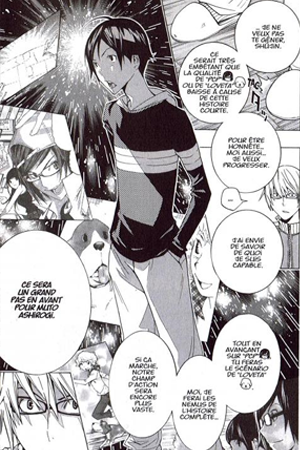 ...JE NE
VEUX PAS
TE GÊNER,
SHÛJIN.
CE
SERAIT TRÈS
EMBÊTANT QUE
LA QUALITÉ
DE "PCP"
OU DE "LOVETA"
BAISSE À CAUSE
DE CETTE
HISTOIRE
COURTE.
POUR ÊTRE
HONNÊTE...
MOI AUSSI...
JE VEUX
PROGRESSER.
...
J'AI ENVIE
DE SAVOIR
DE QUOI
JE SUIS
CAPABLE.
CE SERA
UN GRAND
PAS EN
AVANT
POUR MUTO
ASHIROGI.
TOUT EN
AVANÇANT
SUR "PCP"
TU FERAS
LE SCÉNARIO
DE "LOVETA"
SI ÇA
MARCHE,
NOTRE
CHAMP
D'ACTION
SERA
ENCORE
PLUS
VASTE.
MOI, JE
FERAI LES
NEMUS DE
L'HISTOIRE
COMPLÈTE...